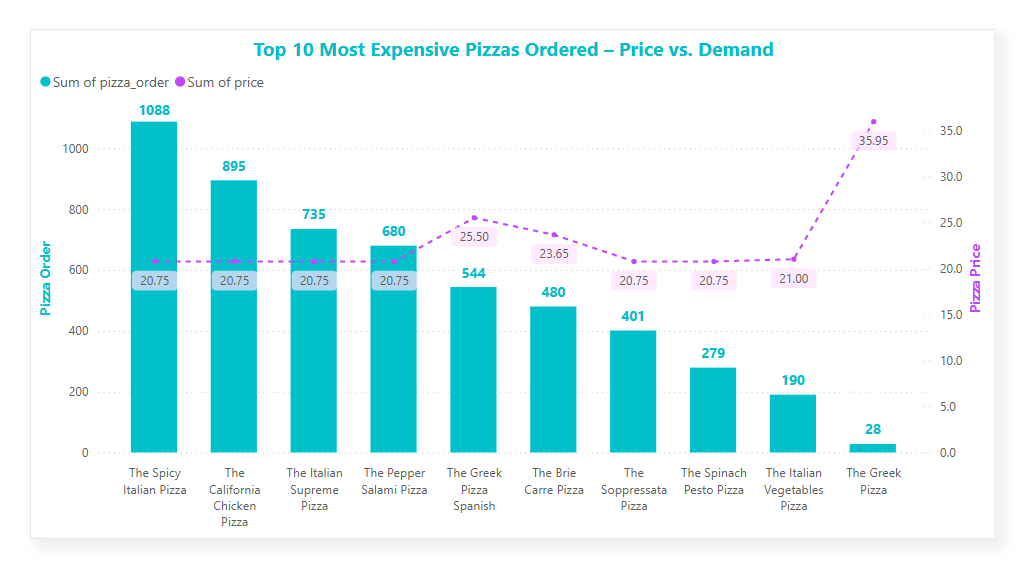 Top 10 Most Expensive Pizzas Ordered – Price vs. Demand
Sum of pizza_order Sum of price
1088
895
735
680
544
480
401
279
190
28
20.75
20.75
20.75
20.75
25.50
23.65
20.75
20.75
21.00
35.95
Pizza Order
1000
800
600
400
200
0
Pizza Price
35.0
30.0
25.0
20.0
15.0
10.0
5.0
0.0
The Spicy
Italian Pizza
The
California
Chicken
Pizza
The Italian
Supreme
Pizza
The Pepper
Salami Pizza
The Greek
Pizza
Spanish
The Brie
Carre Pizza
The
Soppressata
Pizza
The Spinach
Pesto Pizza
The Italian
Vegetables
Pizza
The Greek
Pizza